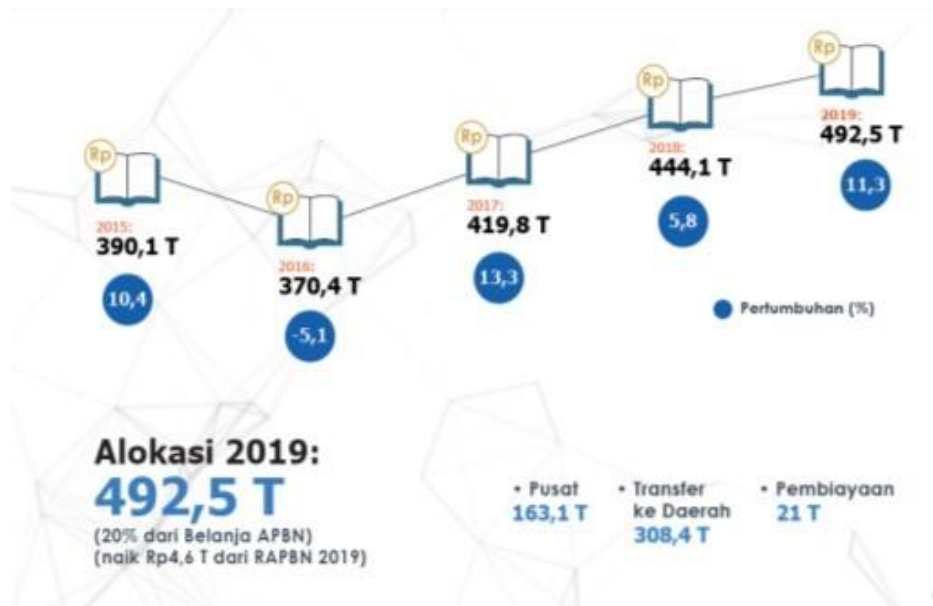 Rp
2015:
390,1 T
10,4
Rp
2016:
370,4 T
-5,1
Rp
2017:
419,8 T
13,3
Rp
2018:
444,1 T
5,8
Rp
2019:
492,5 T
11,3
Pertumbuhan (%)
Alokasi 2019:
492,5 T
(20% dari Belanja APBN)
(naik Rp4,6 T dari RAPBN 2019)
• Pusat
163,1 T
• Transfer
ke Daerah
308,4 T
• Pembiayaan
21 T